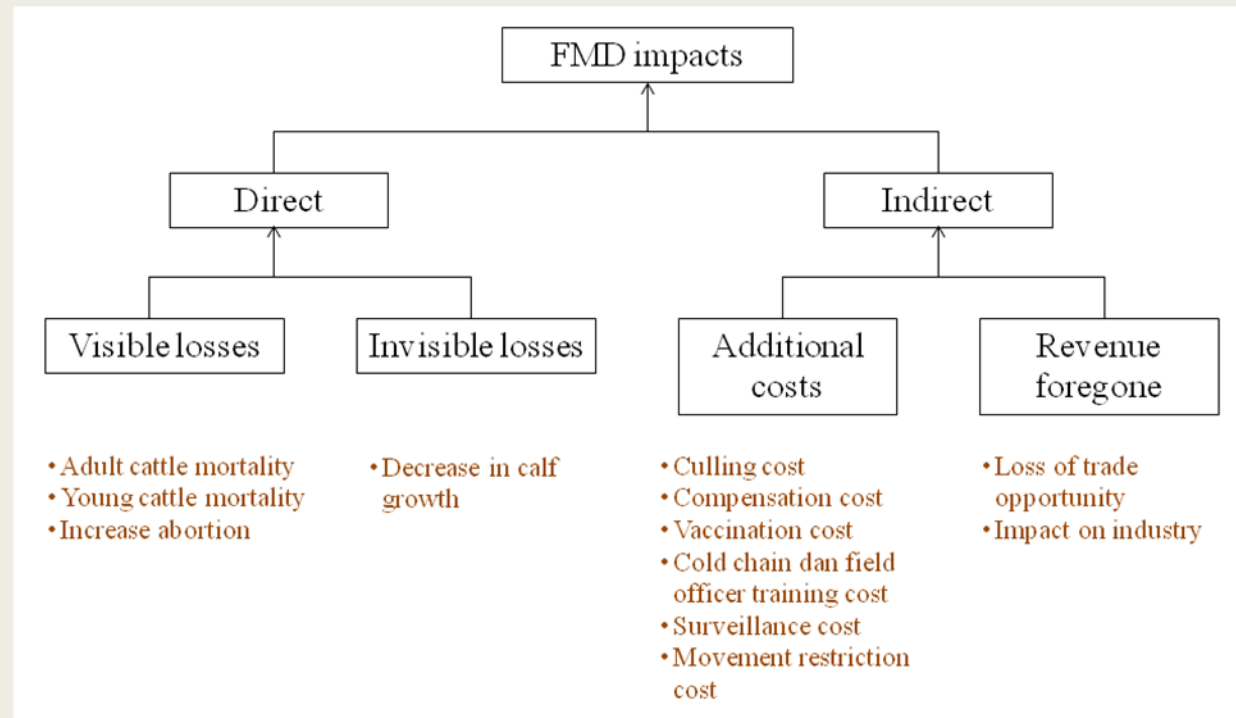 FMD impacts
Direct
Indirect
Visible losses
Invisible losses
Additional
costs
Revenue
foregone
• Adult cattle mortality
• Young cattle mortality
• Increase abortion
• Decrease in calf
growth
• Culling cost
• Compensation cost
• Vaccination cost
• Cold chain dan field
officer training cost
• Surveillance cost
• Movement restriction
cost
• Loss of trade
opportunity
• Impact on industry